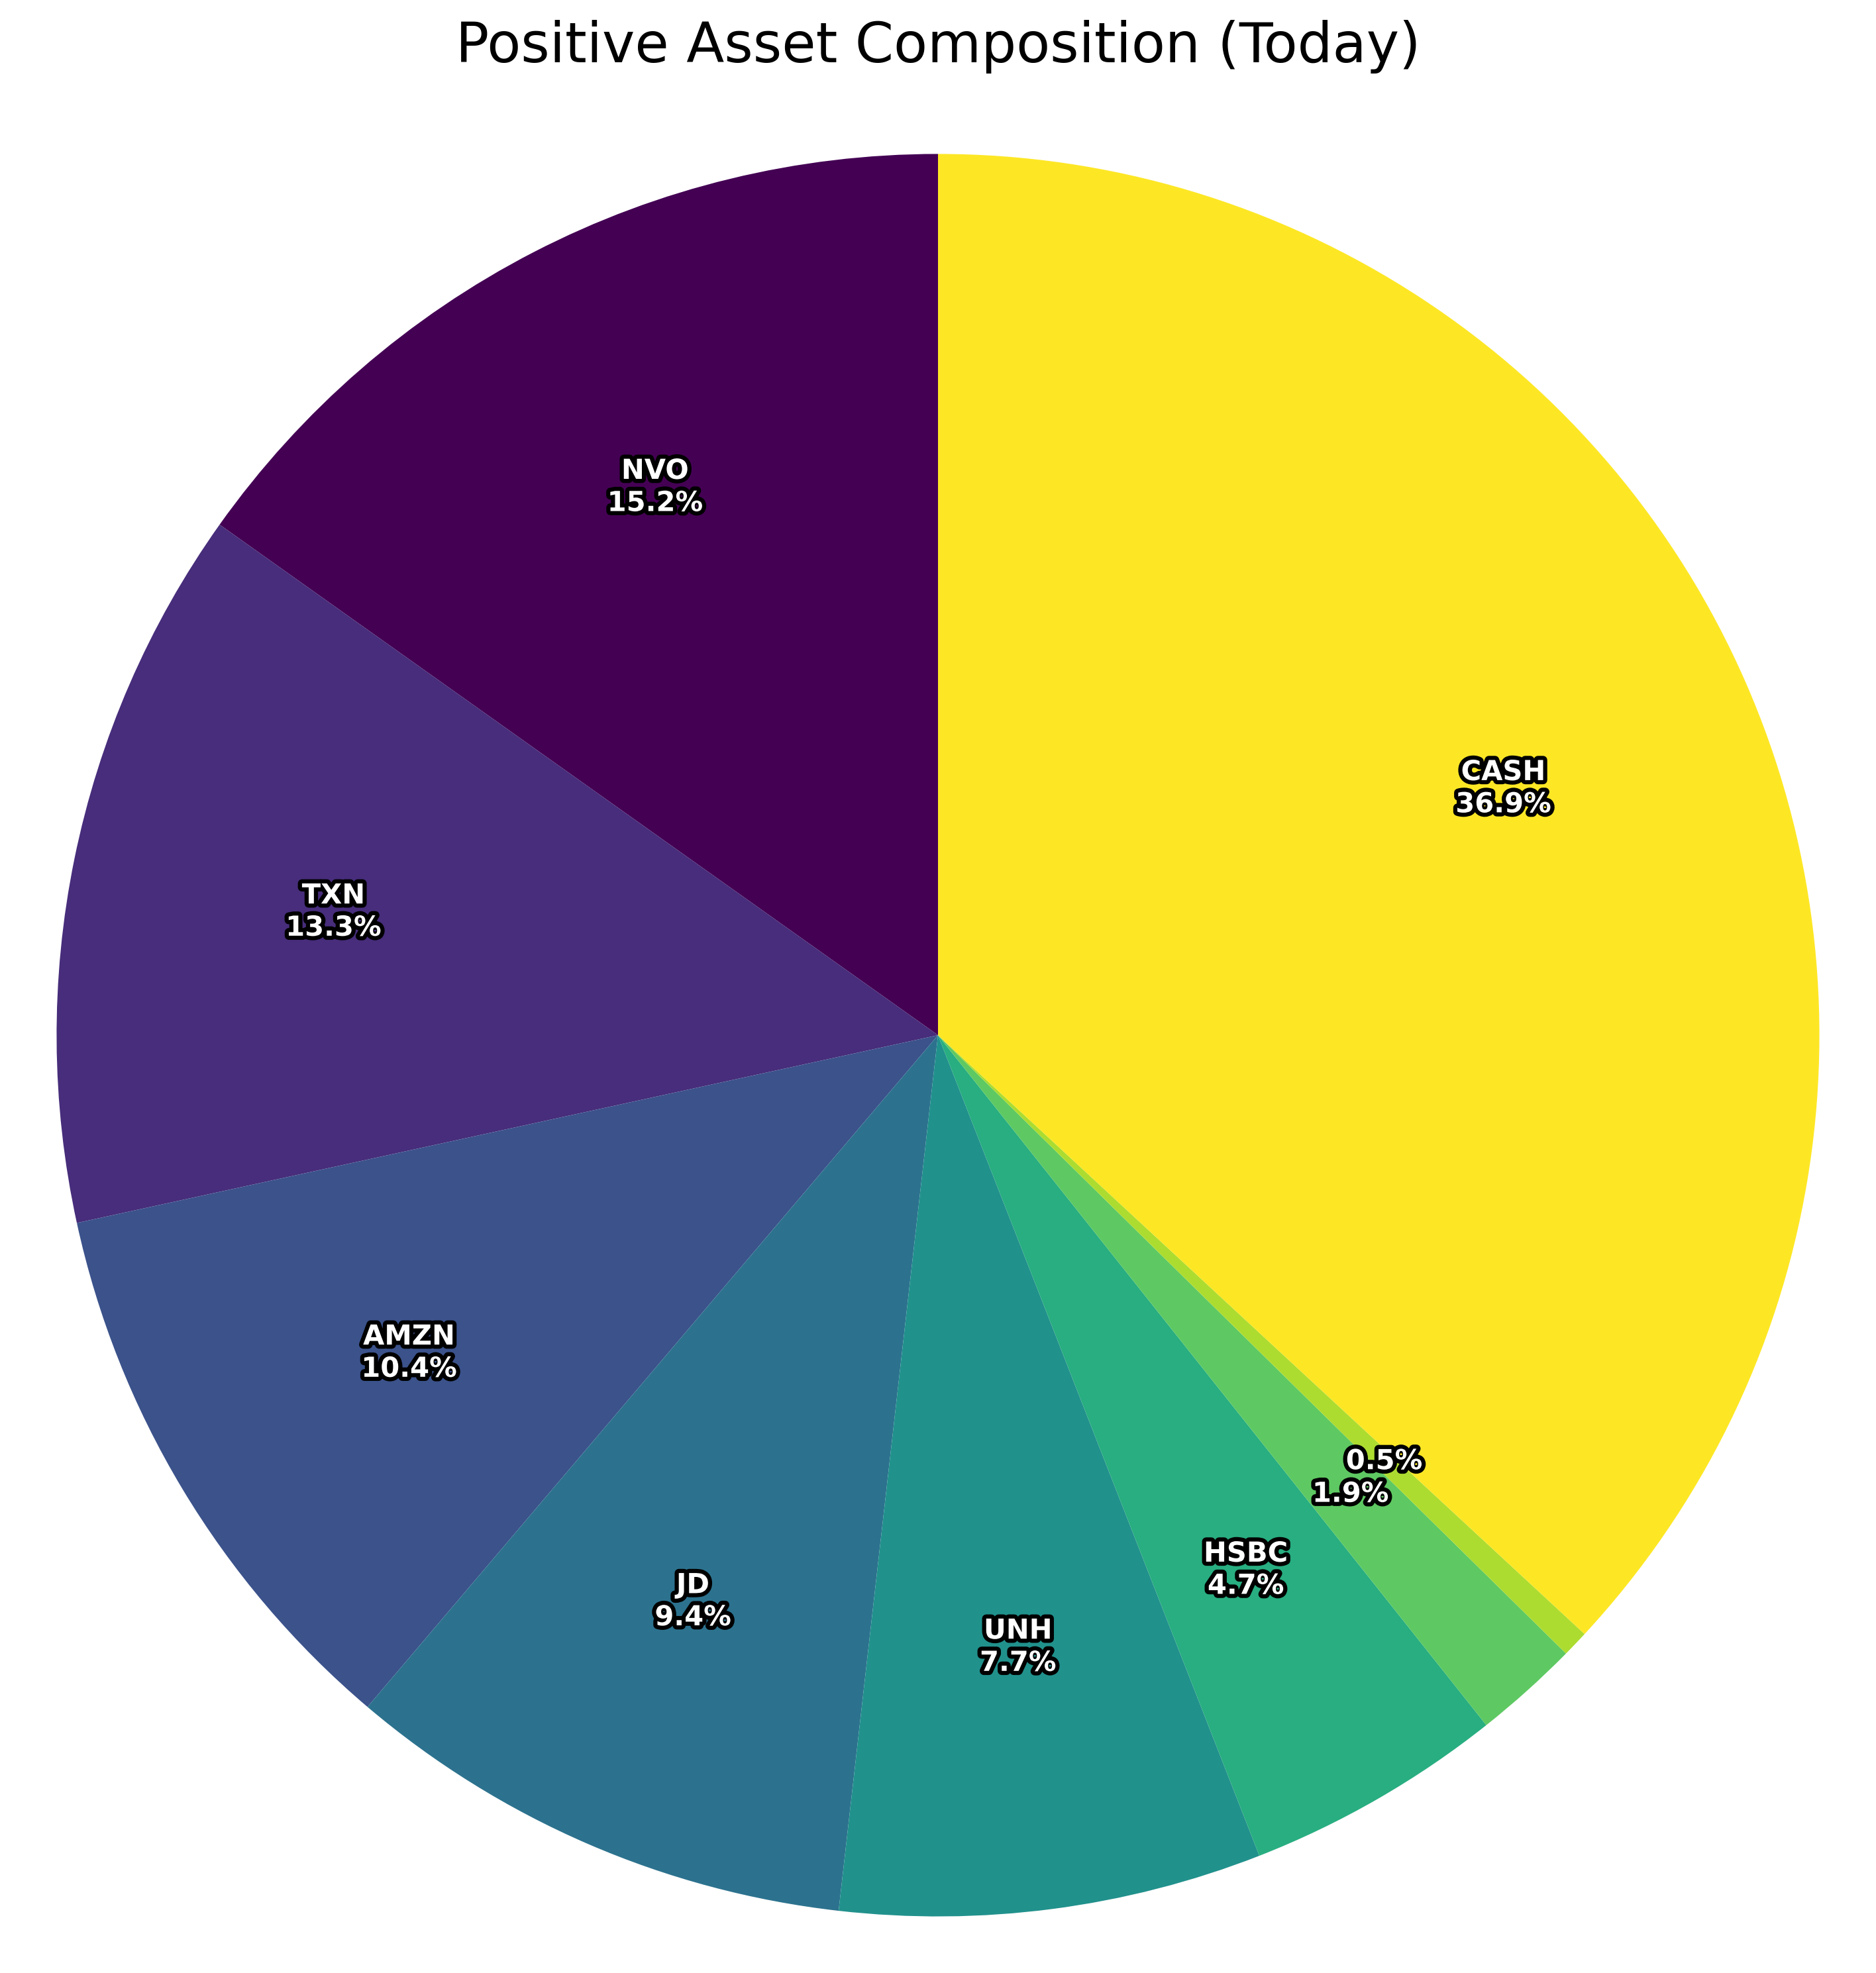 Positive Asset Composition (Today)
NVO
15.2%
CASH
36.9%
TXN
13.3%
AMZN
10.4%
0.5%
1.9%
HSBC
4.7%
JD
9.4%
UNH
7.7%